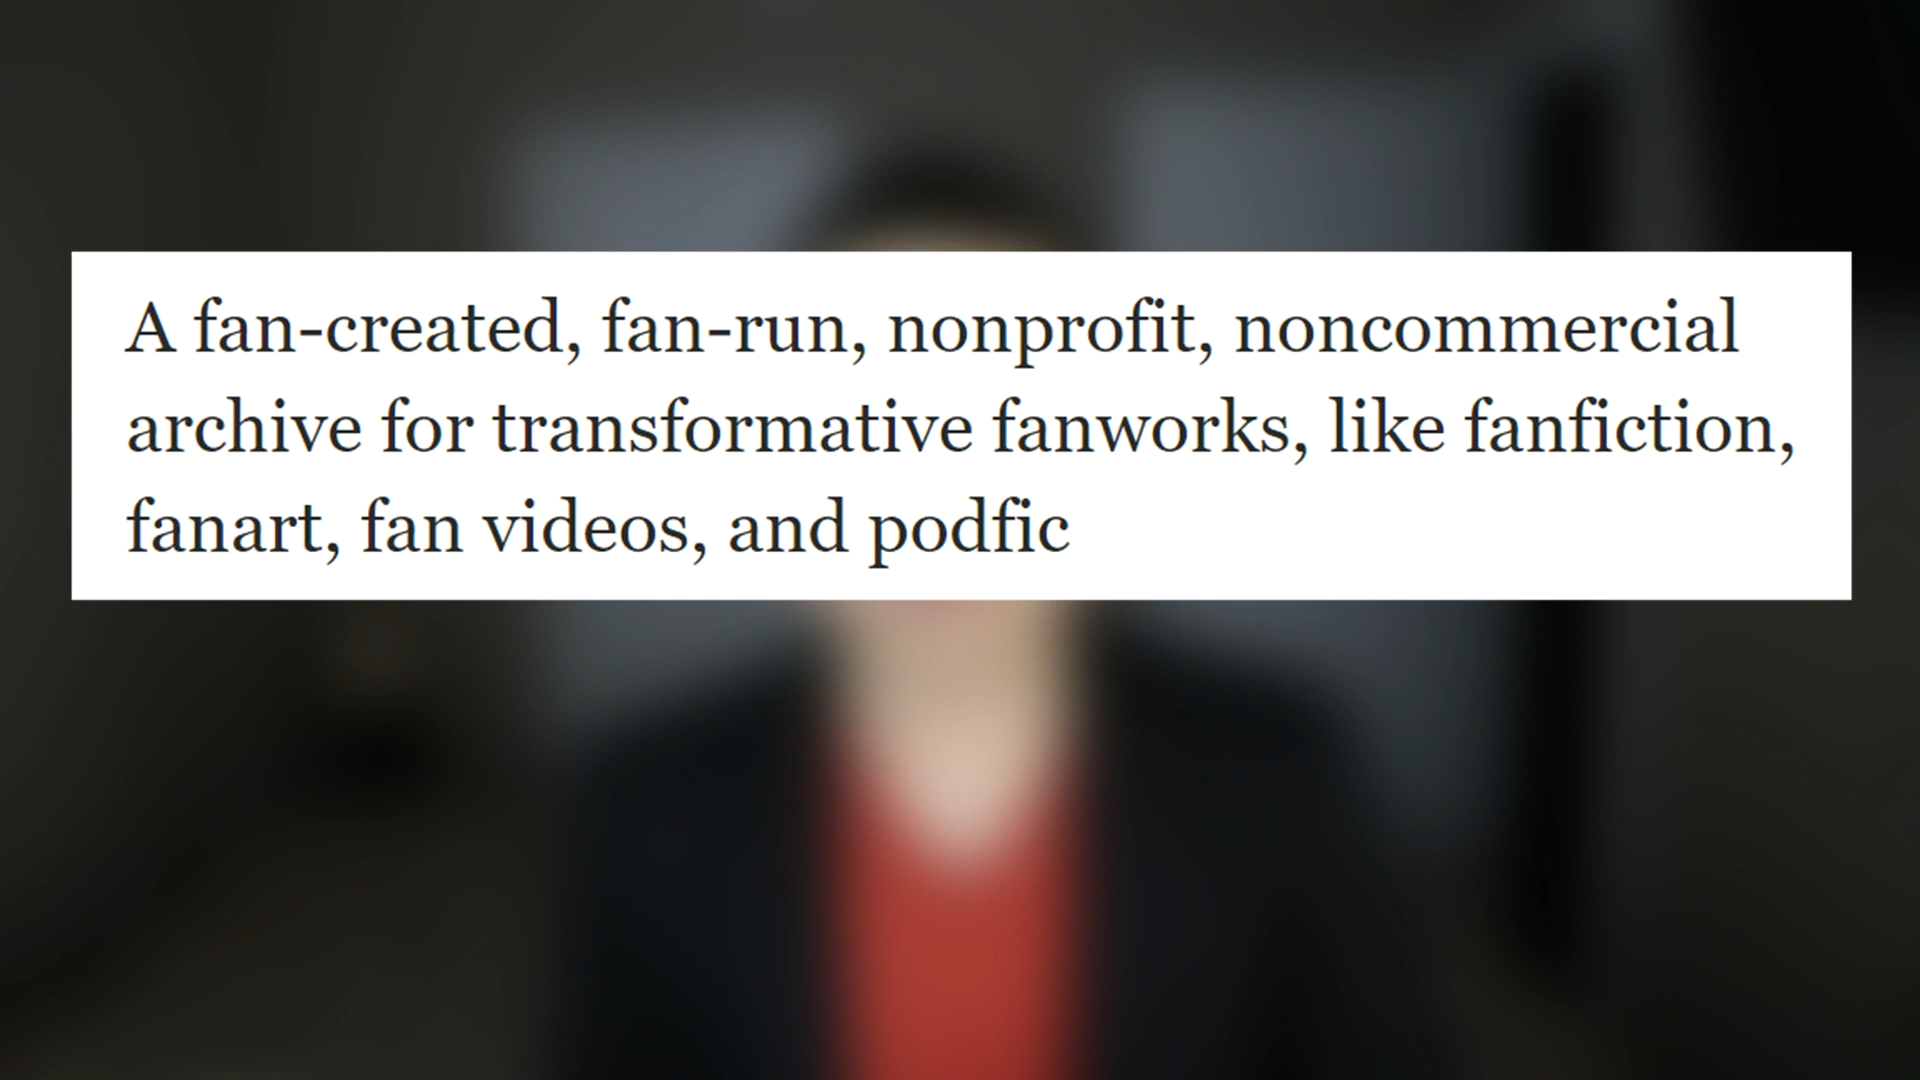 A fan-created, fan-run, nonprofit, noncommercial
archive for transformative fanworks, like fanfiction,
fanart, fan videos, and podfic